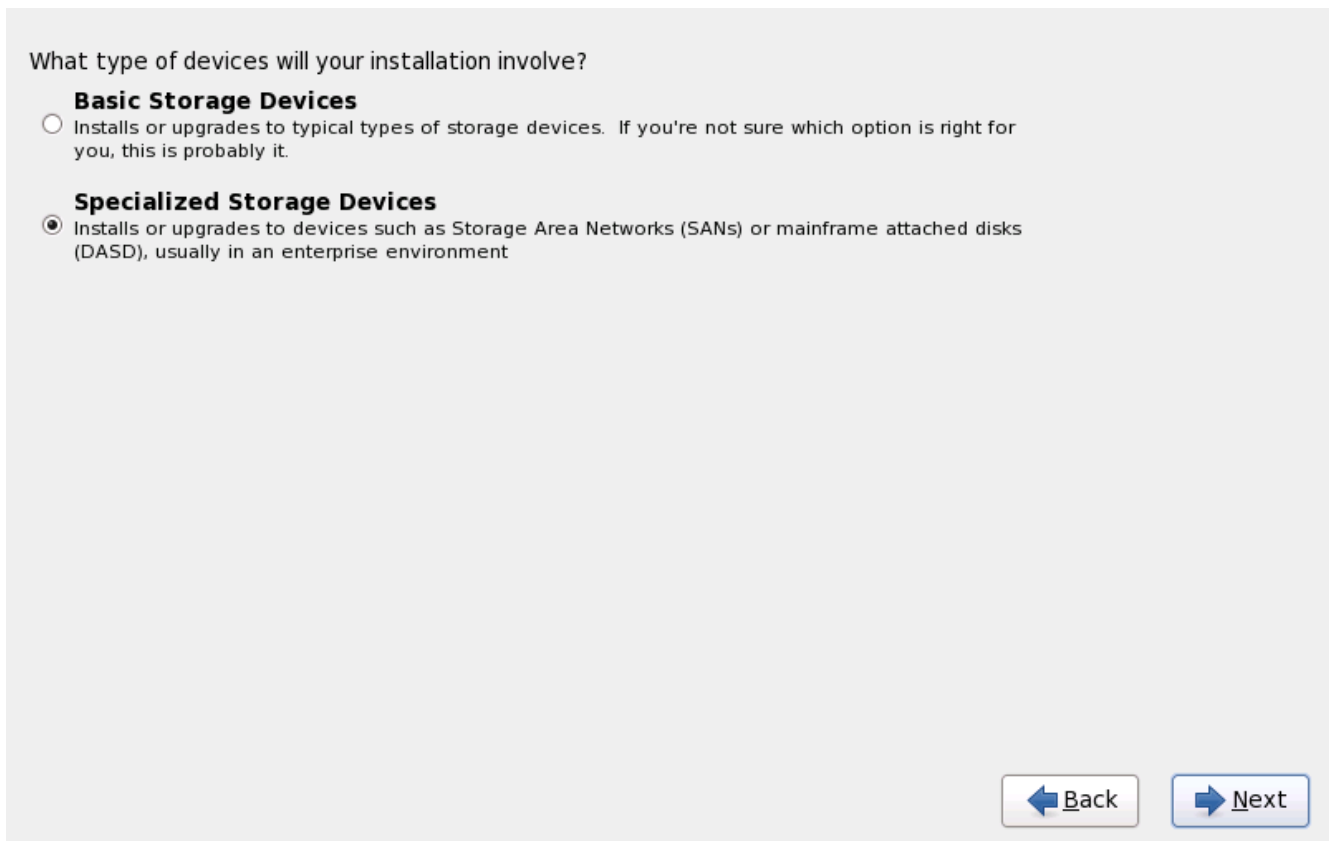 What type of devices will your installation involve?
Basic Storage Devices
Installs or upgrades to typical types of storage devices.  If you're not sure which option is right for
you, this is probably it.
Specialized Storage Devices
Installs or upgrades to devices such as Storage Area Networks (SANs) or mainframe attached disks
(DASD), usually in an enterprise environment
Back
Next